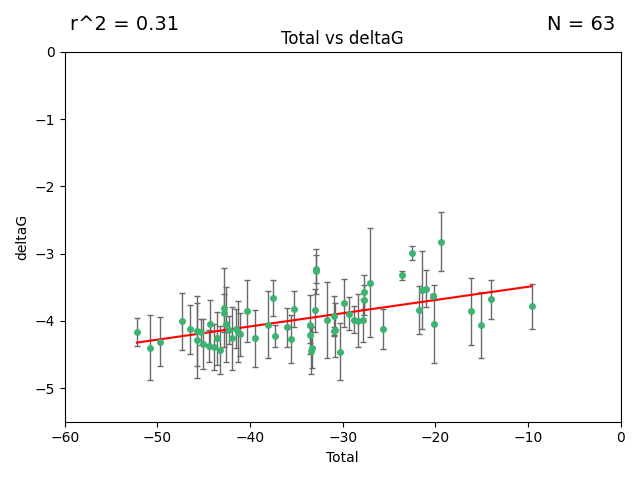 r^2 = 0.31
N = 63
Total vs deltaG
0
−1
−2
−3
−4
−5
deltaG
−60
−50
−40
−30
−20
−10
0
Total